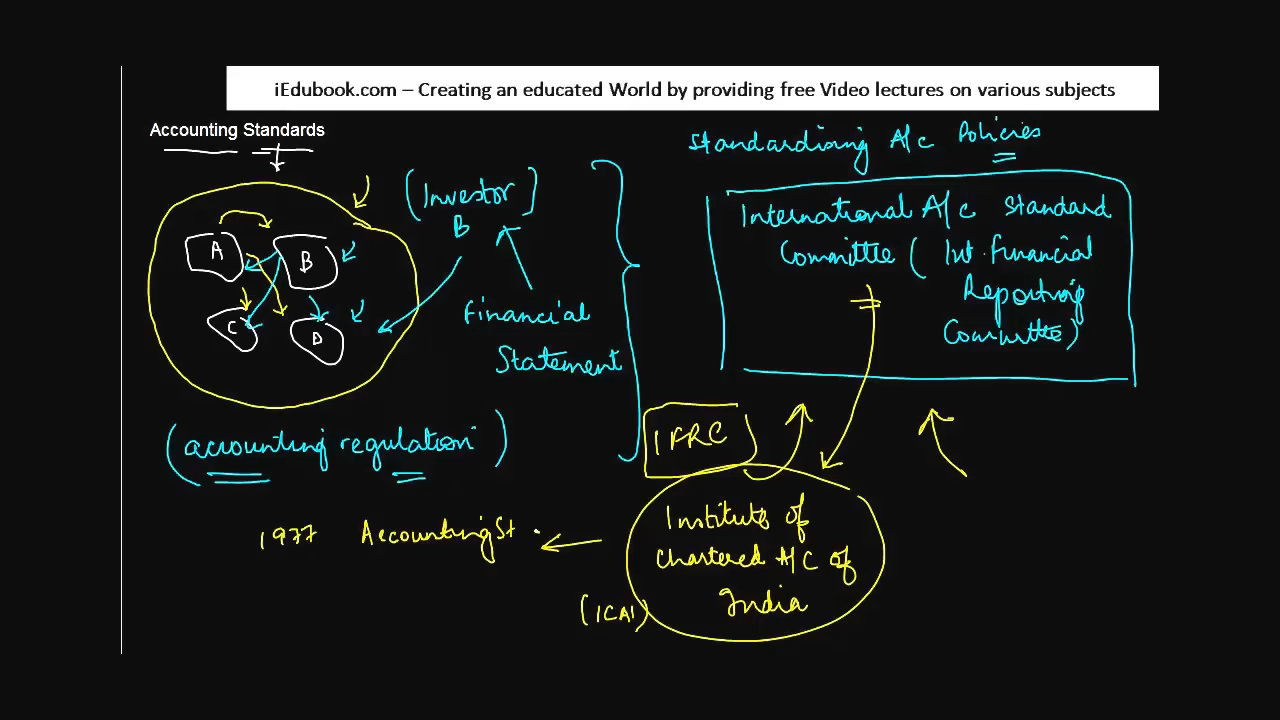 iEdubook.com – Creating an educated World by providing free Video lectures on various subjects
Accounting Standards
Standardising A/c Policies
(Investor)
B
A
B
C
D
Financial
Statement
International A/c Standard
Committee ( Int. Financial
Reporting
Committee)
(accounting regulation)
IFRC
1977 Accounting St
Institute of
Chartered A/C of
India
(ICAI)